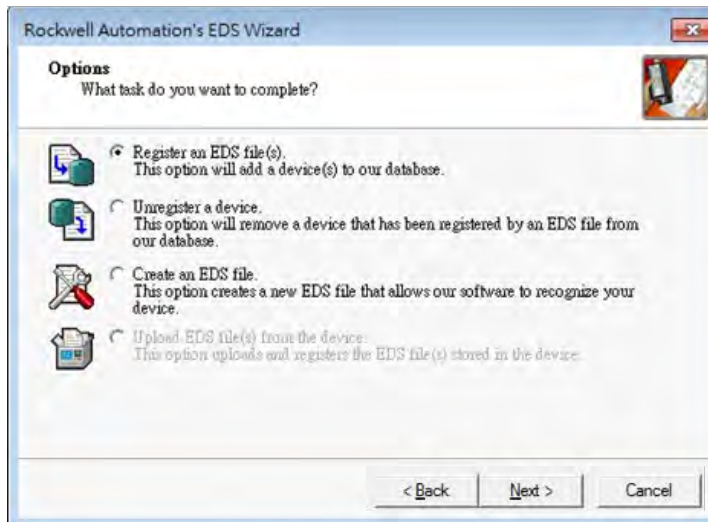 Rockwell Automation's EDS Wizard
Options
What task do you want to complete?
Register an EDS file(s).
This option will add a device(s) to our database.
Unregister a device.
This option will remove a device that has been registered by an EDS file from
our database.
Create an EDS file.
This option creates a new EDS file that allows our software to recognize your
device.
Upload EDS file(s) from the device.
This option uploads and registers the EDS file(s) stored in the device.
< Back
Next >
Cancel